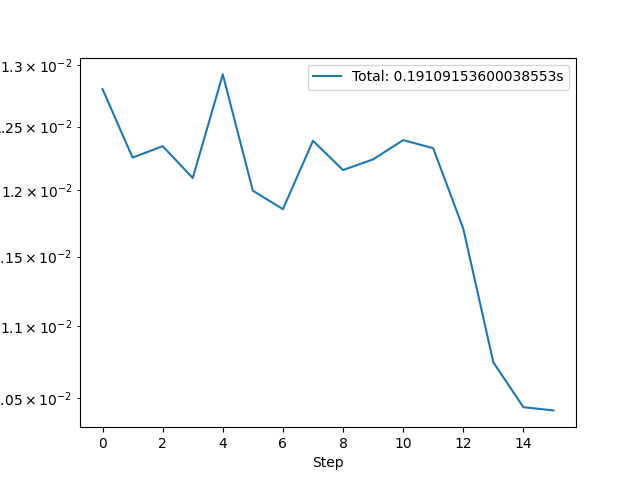 1.3 × 10⁻²
.25 × 10⁻²
1.2 × 10⁻²
.15 × 10⁻²
1.1 × 10⁻²
.05 × 10⁻²
Total: 0.19109153600038553s
0 2 4 6 8 10 12 14
Step